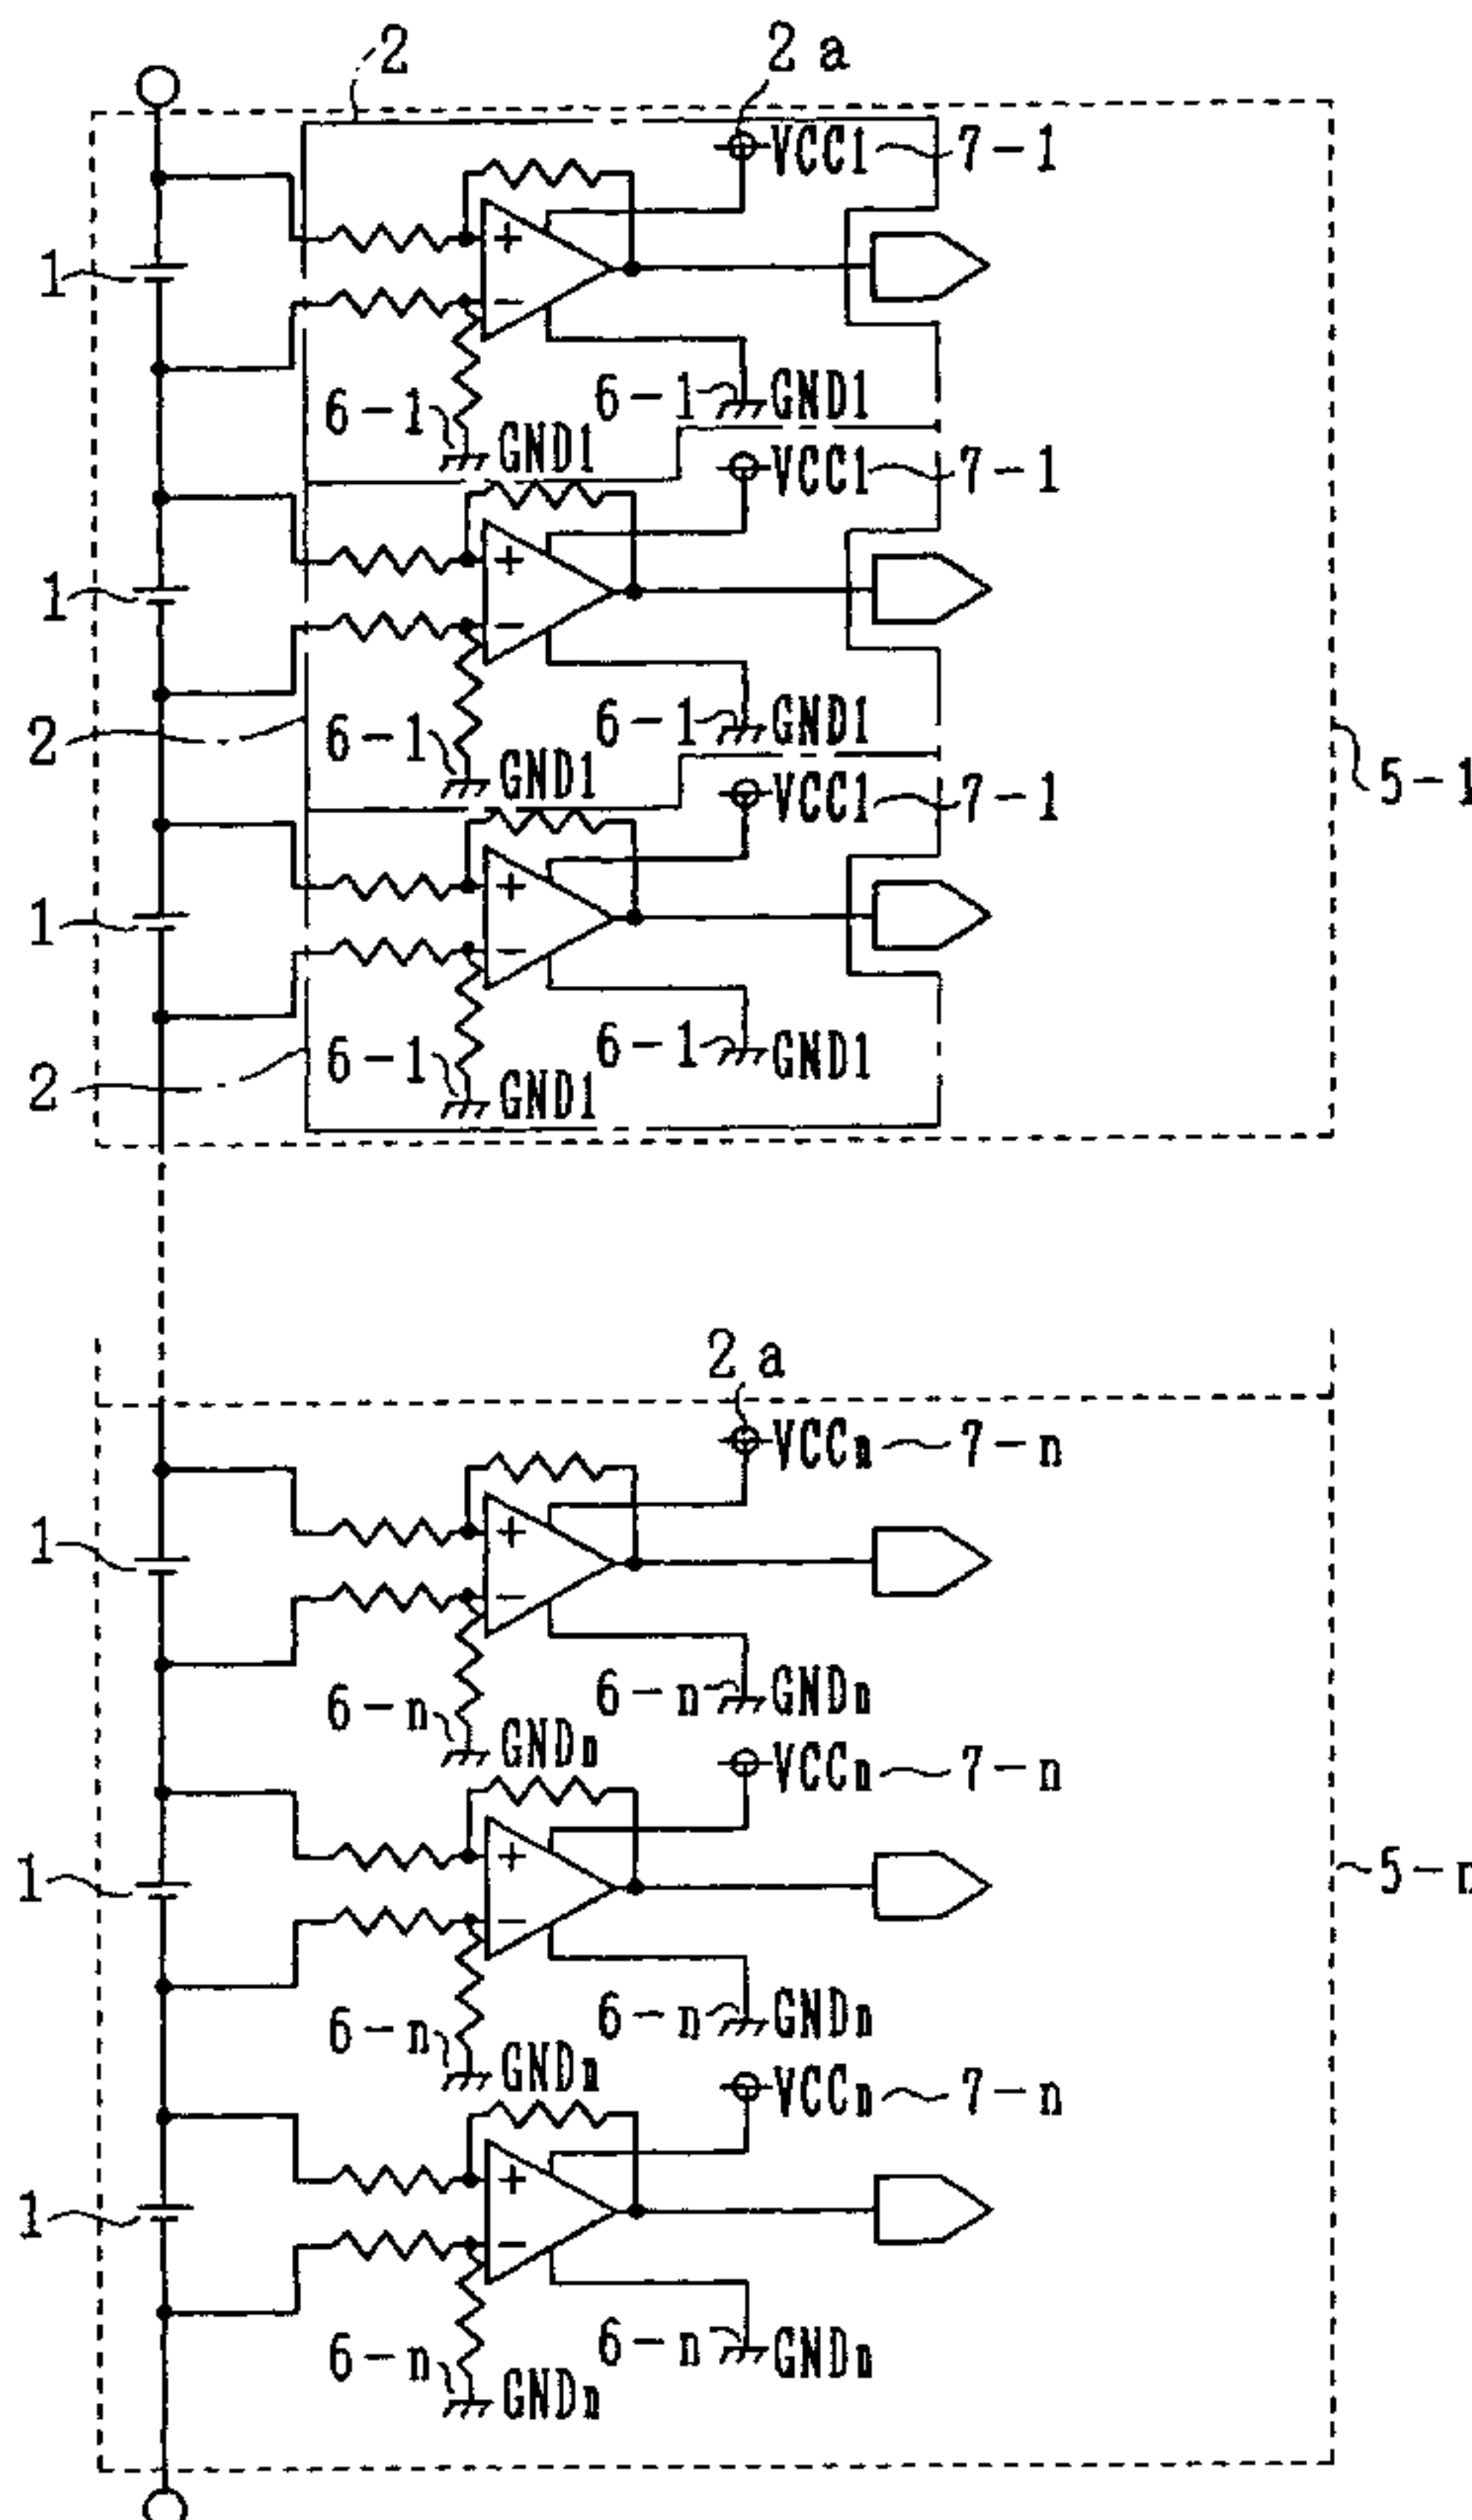 2 2a
VCC1 7-1
+
1
-
6-1 6-1 GND1
GND1
VCC1 7-1
+
1
-
2 6-1 6-1 GND1
GND1
5-1
VCC1 7-1
+
1
-
2 6-1 6-1 GND1
GND1
2a
VCCn 7-n
+
1
-
6-n 6-n GNDn
GNDn
VCCn 7-n
+
1
-
5-n
6-n 6-n GNDn
GNDn
VCCn 7-n
+
1
-
6-n 6-n GNDn
GNDn